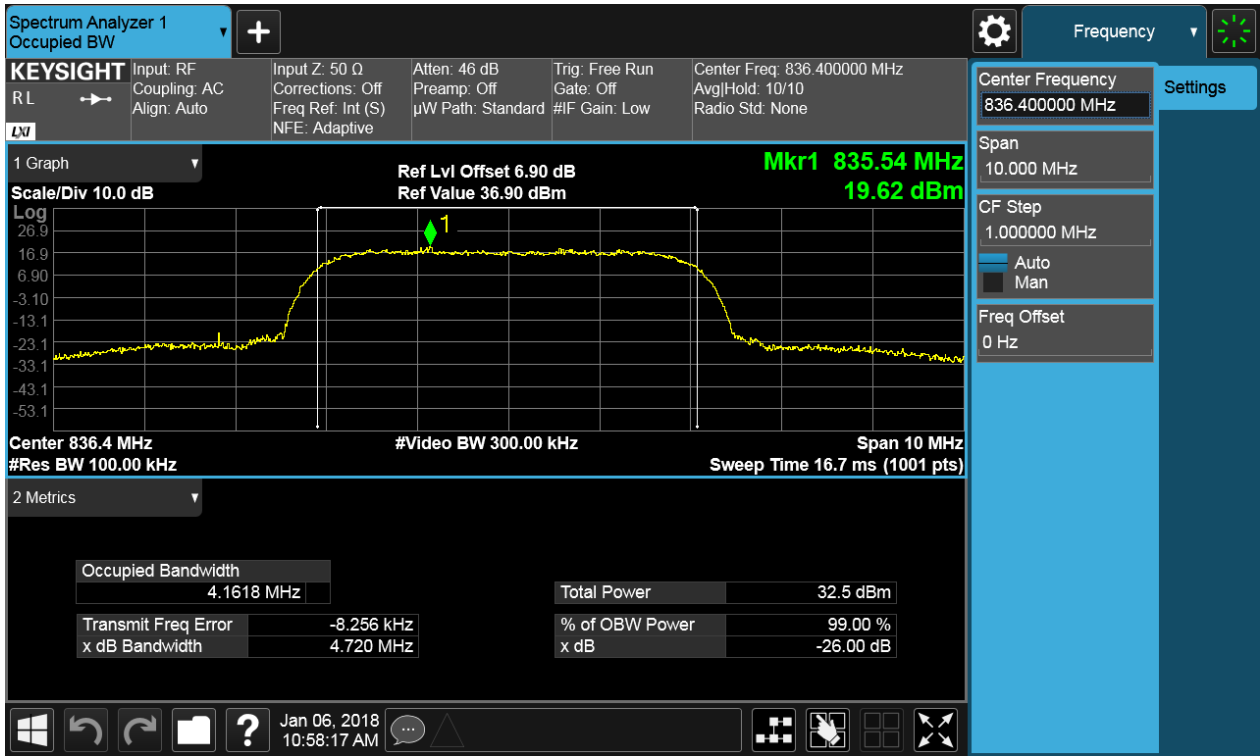 Spectrum Analyzer 1
Occupied BW
+
Frequency
KEYSIGHT
RL
LXI
Input: RF
Coupling: AC
Align: Auto
Input Z: 50 Ω
Corrections: Off
Freq Ref: Int (S)
NFE: Adaptive
Atten: 46 dB
Preamp: Off
µW Path: Standard
Trig: Free Run
Gate: Off
#IF Gain: Low
Center Freq: 836.400000 MHz
Avg|Hold: 10/10
Radio Std: None
Center Frequency
836.400000 MHz
Settings
Span
10.000 MHz
CF Step
1.000000 MHz
Auto
Man
Freq Offset
0 Hz
1 Graph
Scale/Div 10.0 dB
Ref Lvl Offset 6.90 dB
Ref Value 36.90 dBm
Mkr1 835.54 MHz
19.62 dBm
Log
26.9
16.9
6.90
-3.10
-13.1
-23.1
-33.1
-43.1
-53.1
1
Center 836.4 MHz
#Video BW 300.00 kHz
Span 10 MHz
#Res BW 100.00 kHz
Sweep Time 16.7 ms (1001 pts)
2 Metrics
Occupied Bandwidth
4.1618 MHz
Total Power 32.5 dBm
Transmit Freq Error -8.256 kHz
% of OBW Power 99.00 %
x dB Bandwidth 4.720 MHz
x dB -26.00 dB
?
Jan 06, 2018
10:58:17 AM